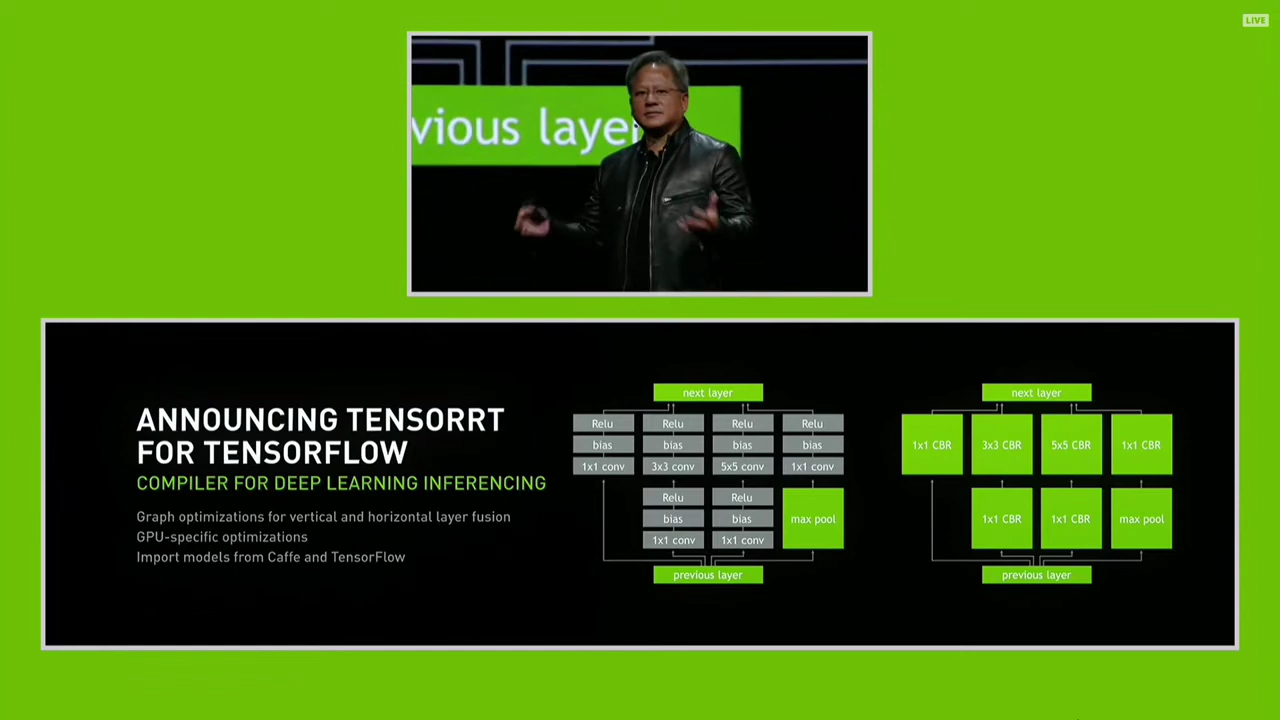 LIVE
vious layer
ANNOUNCING TENSORRT
FOR TENSORFLOW
COMPILER FOR DEEP LEARNING INFERENCING
Graph optimizations for vertical and horizontal layer fusion
GPU-specific optimizations
Import models from Caffe and TensorFlow
next layer
Relu Relu Relu Relu
bias bias bias bias
1x1 conv 3x3 conv 5x5 conv 1x1 conv
Relu Relu
bias bias max pool
1x1 conv 1x1 conv
previous layer
next layer
1x1 CBR 3x3 CBR 5x5 CBR 1x1 CBR
1x1 CBR 1x1 CBR max pool
previous layer